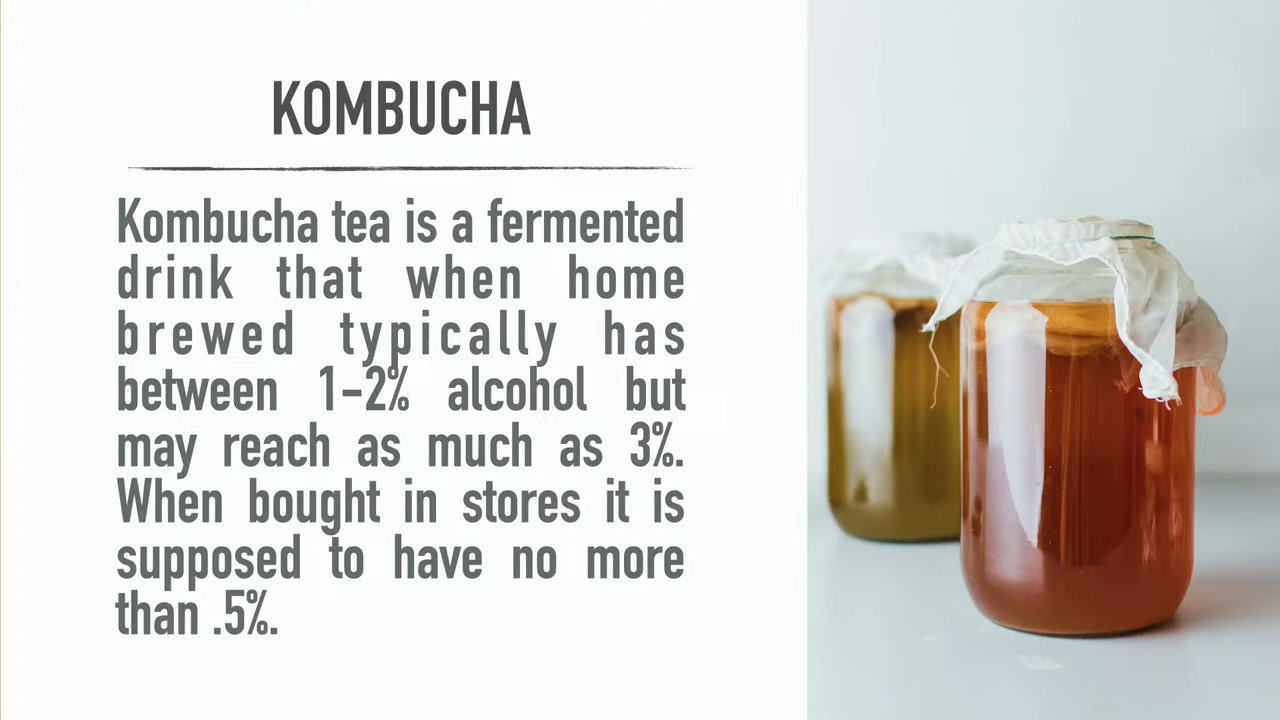 KOMBUCHA
Kombucha tea is a fermented
drink that when home
brewed typically has
between 1–2% alcohol but
may reach as much as 3%.
When bought in stores it is
supposed to have no more
than .5%.